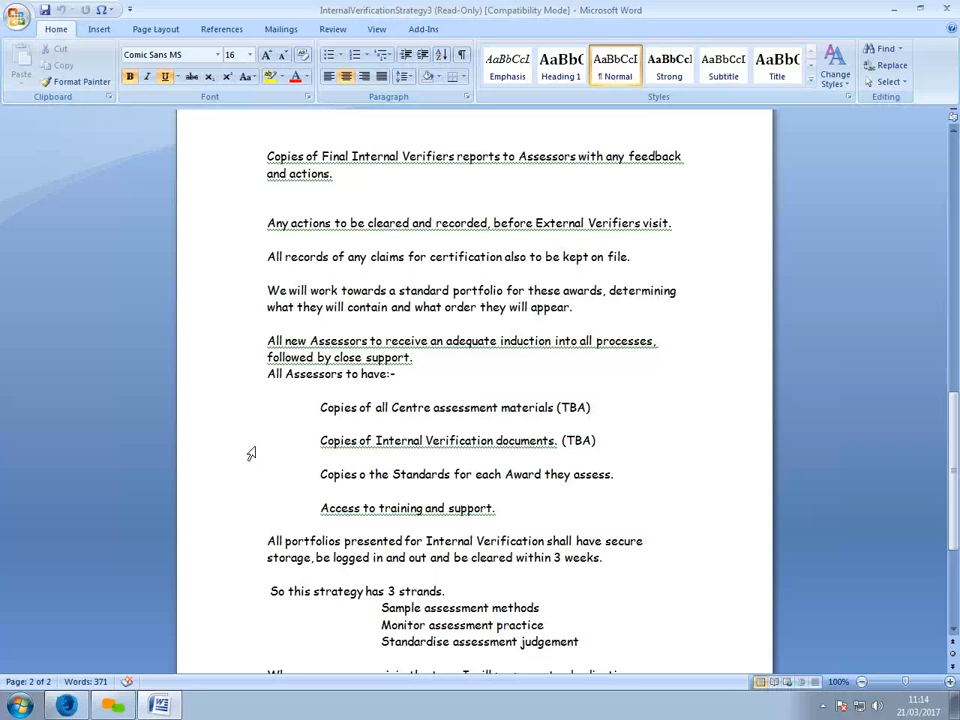 InternalVerificationStrategy3 (Read-Only) [Compatibility Mode] - Microsoft Word
Home Insert Page Layout References Mailings Review View Add-Ins
Paste
Cut
Copy
Format Painter
Clipboard
Comic Sans MS 16
B I U abc x₂ x² Aa A
Font
Paragraph
AaBbCcI Emphasis
AaBbC Heading 1
AaBbCcI ¶ Normal
AaBbCc Strong
AaBbCcI Subtitle
AaBb( Title
Change Styles
Styles
Find
Replace
Select
Editing
Copies of Final Internal Verifiers reports to Assessors with any feedback
and actions.
Any actions to be cleared and recorded, before External Verifiers visit.
All records of any claims for certification also to be kept on file.
We will work towards a standard portfolio for these awards, determining
what they will contain and what order they will appear.
All new Assessors to receive an adequate induction into all processes,
followed by close support.
All Assessors to have:-
Copies of all Centre assessment materials (TBA)
Copies of Internal Verification documents. (TBA)
Copies o the Standards for each Award they assess.
Access to training and support.
All portfolios presented for Internal Verification shall have secure
storage, be logged in and out and be cleared within 3 weeks.
So this strategy has 3 strands.
Sample assessment methods
Monitor assessment practice
Standardise assessment judgement
Page: 2 of 2 Words: 371 100%
11:14
21/03/2017